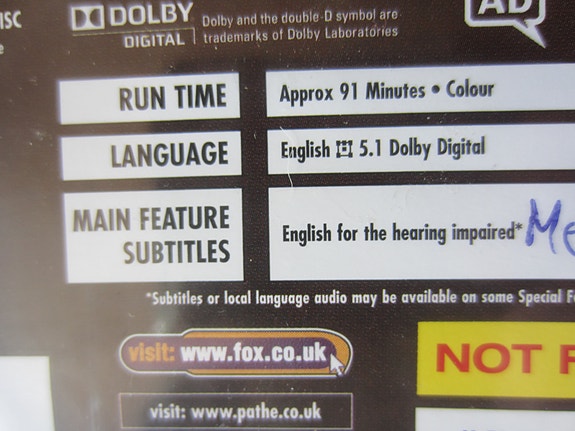 ISC
DOLBY
DIGITAL
Dolby and the double-D symbol are
trademarks of Dolby Laboratories
AD
RUN TIME
Approx 91 Minutes • Colour
LANGUAGE
English 5.1 Dolby Digital
MAIN FEATURE
SUBTITLES
English for the hearing impaired*
Me
*Subtitles or local language audio may be available on some Special F
visit: www.fox.co.uk
NOT F
visit: www.pathe.co.uk